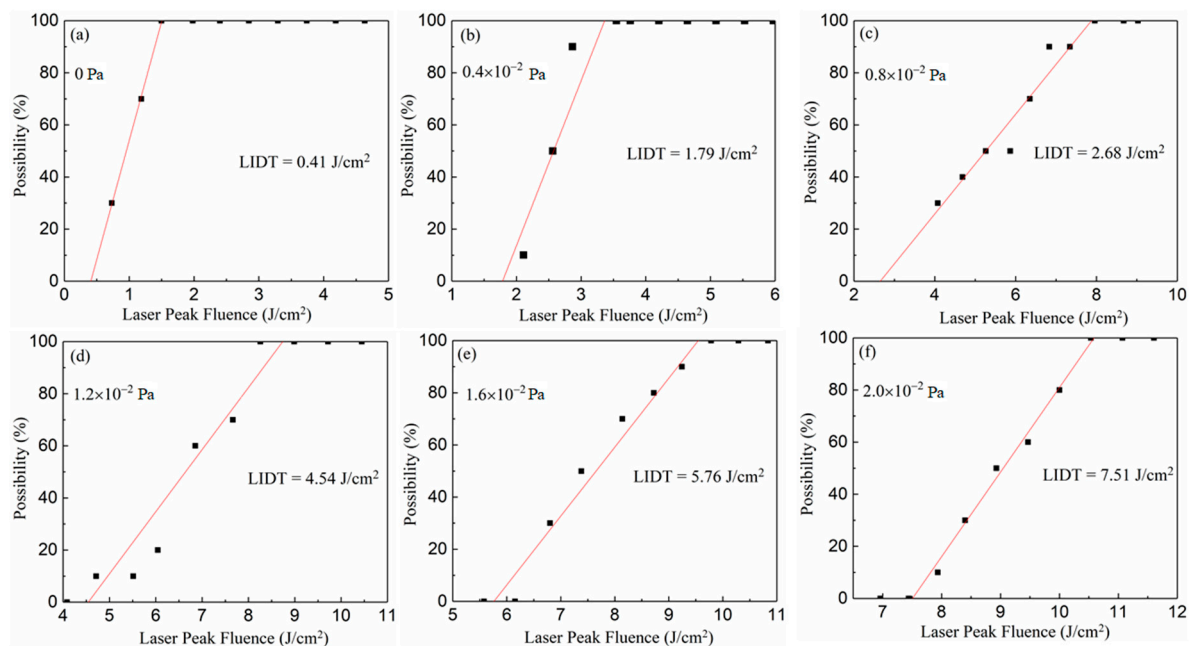 (a)
0 Pa
LIDT = 0.41 J/cm²
Possibility (%)
100
80
60
40
20
0
0 1 2 3 4 5
Laser Peak Fluence (J/cm²)
(b)
0.4×10⁻² Pa
LIDT = 1.79 J/cm²
Possibility (%)
100
80
60
40
20
0
1 2 3 4 5 6
Laser Peak Fluence (J/cm²)
(c)
0.8×10⁻² Pa
LIDT = 2.68 J/cm²
Possibility (%)
100
80
60
40
20
0
2 4 6 8 10
Laser Peak Fluence (J/cm²)
(d)
1.2×10⁻² Pa
LIDT = 4.54 J/cm²
Possibility (%)
100
80
60
40
20
0
4 5 6 7 8 9 10 11
Laser Peak Fluence (J/cm²)
(e)
1.6×10⁻² Pa
LIDT = 5.76 J/cm²
Possibility (%)
100
80
60
40
20
0
5 6 7 8 9 10 11
Laser Peak Fluence (J/cm²)
(f)
2.0×10⁻² Pa
LIDT = 7.51 J/cm²
Possibility (%)
100
80
60
40
20
0
7 8 9 10 11 12
Laser Peak Fluence (J/cm²)